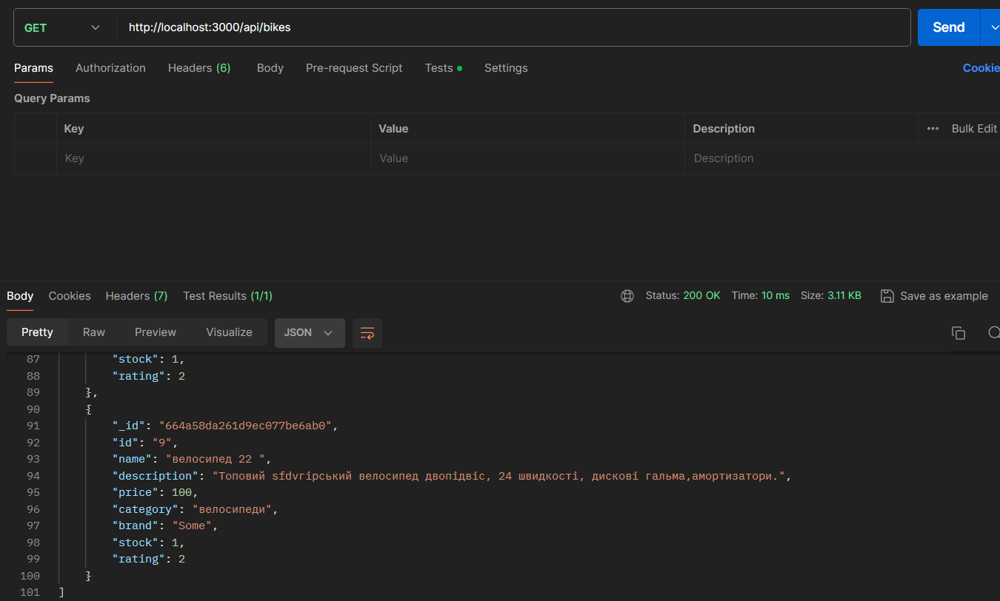 GET http://localhost:3000/api/bikes Send
Params Authorization Headers (6) Body Pre-request Script Tests Settings Cookie
Query Params
Key Value Description Bulk Edit
Key Value Description
Body Cookies Headers (7) Test Results (1/1) Status: 200 OK Time: 10 ms Size: 3.11 KB Save as example
Pretty Raw Preview Visualize JSON
87 "stock": 1,
88 "rating": 2
89 },
90 {
91 "_id": "664a58da261d9ec077be6ab0",
92 "id": "9",
93 "name": "велосипед 22 ",
94 "description": "Топовий sfdvгірський велосипед двопідвіс, 24 швидкості, дискові гальма,амортизатори.",
95 "price": 100,
96 "category": "велосипеди",
97 "brand": "Some",
98 "stock": 1,
99 "rating": 2
100 }
101 ]